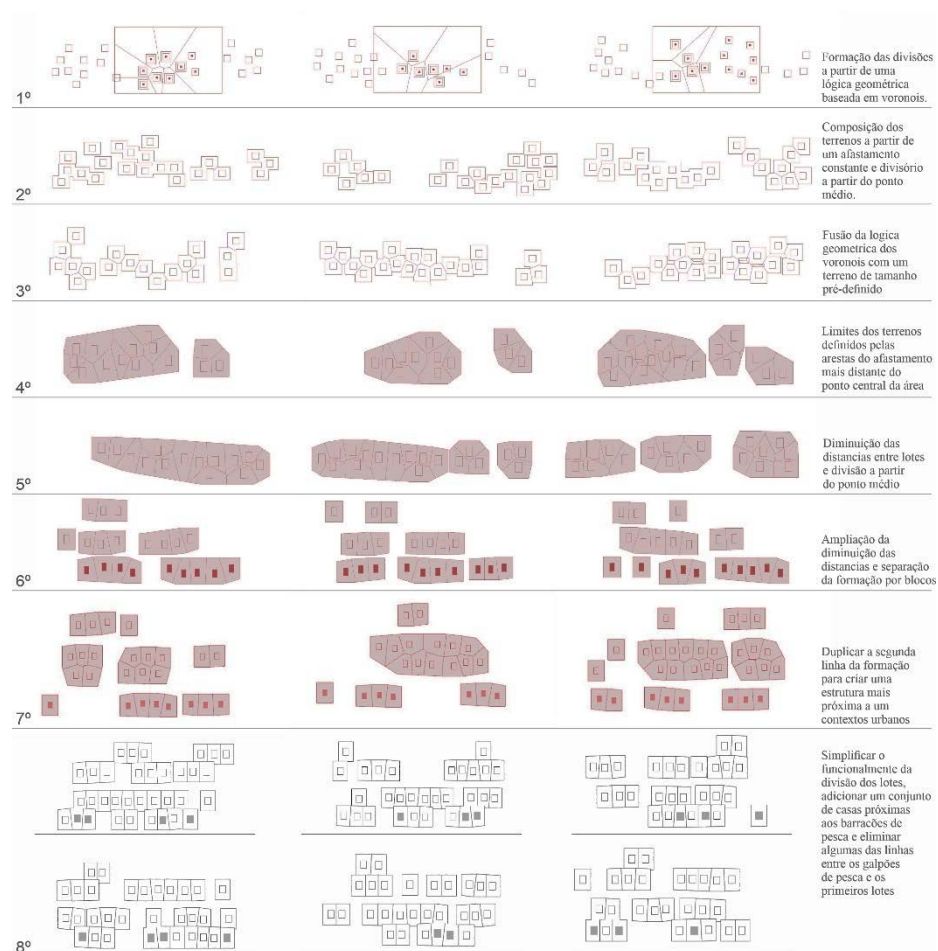 1º
Formação das divisões
a partir de uma
lógica geométrica
baseada em voronois.
2º
Composição dos
terrenos a partir de
um afastamento
constante e divisório
a partir do ponto
médio.
3º
Fusão da logica
geometrica dos
voronois com um
terreno de tamanho
pré-definido
4º
Limites dos terrenos
definidos pelas
arestas do afastamento
mais distante do
ponto central da área
5º
Diminuição das
distancias entre lotes
e divisão a partir
do ponto médio
6º
Ampliação da
diminuição das
distancias e separação
da formação por blocos
7º
Duplicar a segunda
linha da formação
para criar uma
estrutura mais
próxima a um
contextos urbanos
8º
Simplificar o
funcionalmente da
divisão dos lotes,
adicionar um conjunto
de casas próximas
aos barracões de
pesca e eliminar
algumas das linhas
entre os galpões
de pesca e os
primeiros lotes